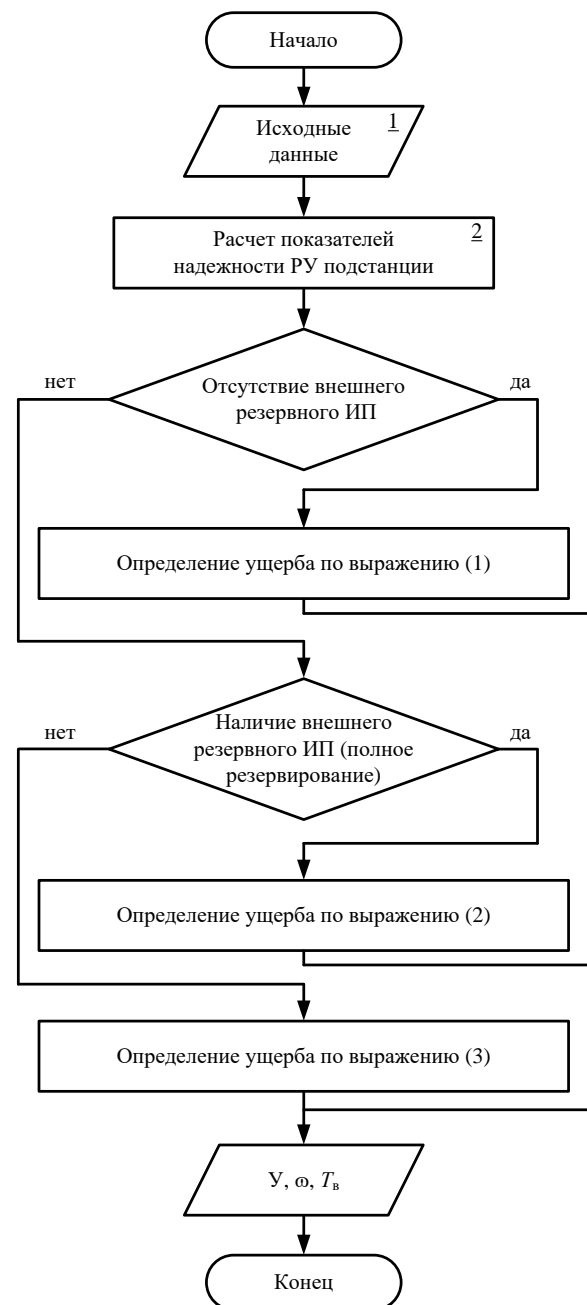 Начало
1
Исходные
данные
2
Расчет показателей
надежности РУ подстанции
нет
да
Отсутствие внешнего
резервного ИП
Определение ущерба по выражению (1)
нет
да
Наличие внешнего
резервного ИП (полное
резервирование)
Определение ущерба по выражению (2)
Определение ущерба по выражению (3)
У, ω, Tв
Конец